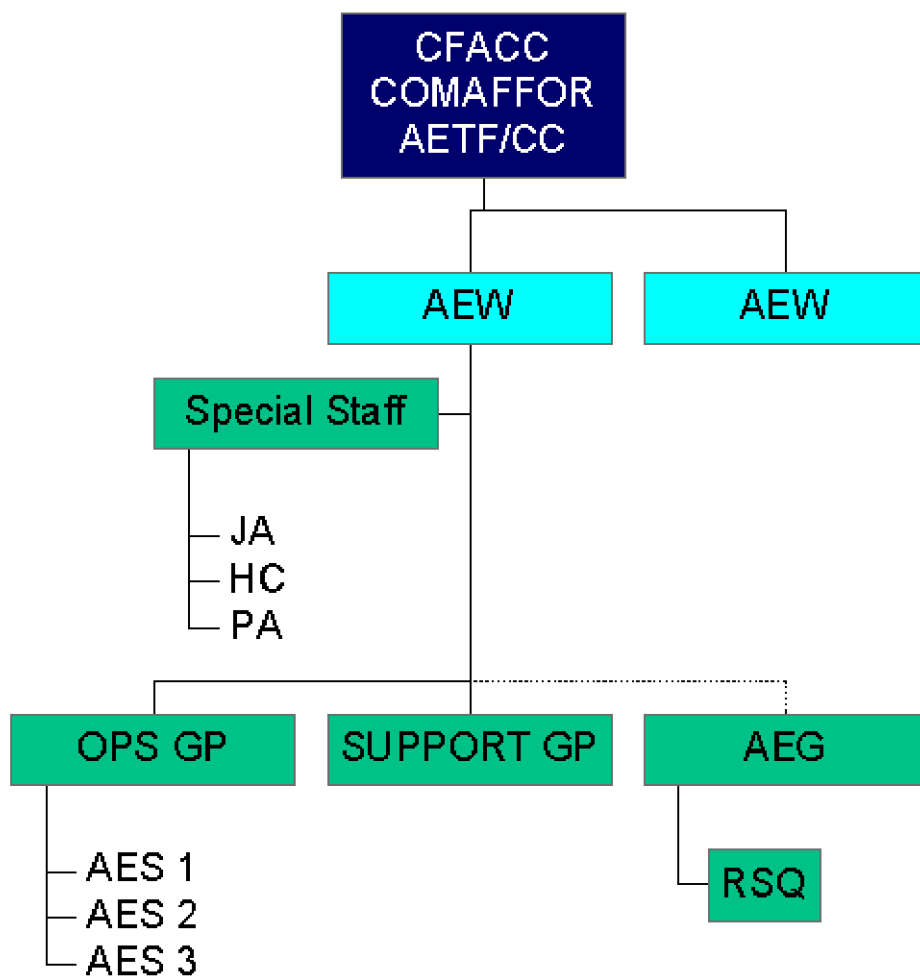 CFACC
COMAFFOR
AETF/CC
AEW
AEW
Special Staff
JA
HC
PA
OPS GP
SUPPORT GP
AEG
AES 1
AES 2
AES 3
RSQ